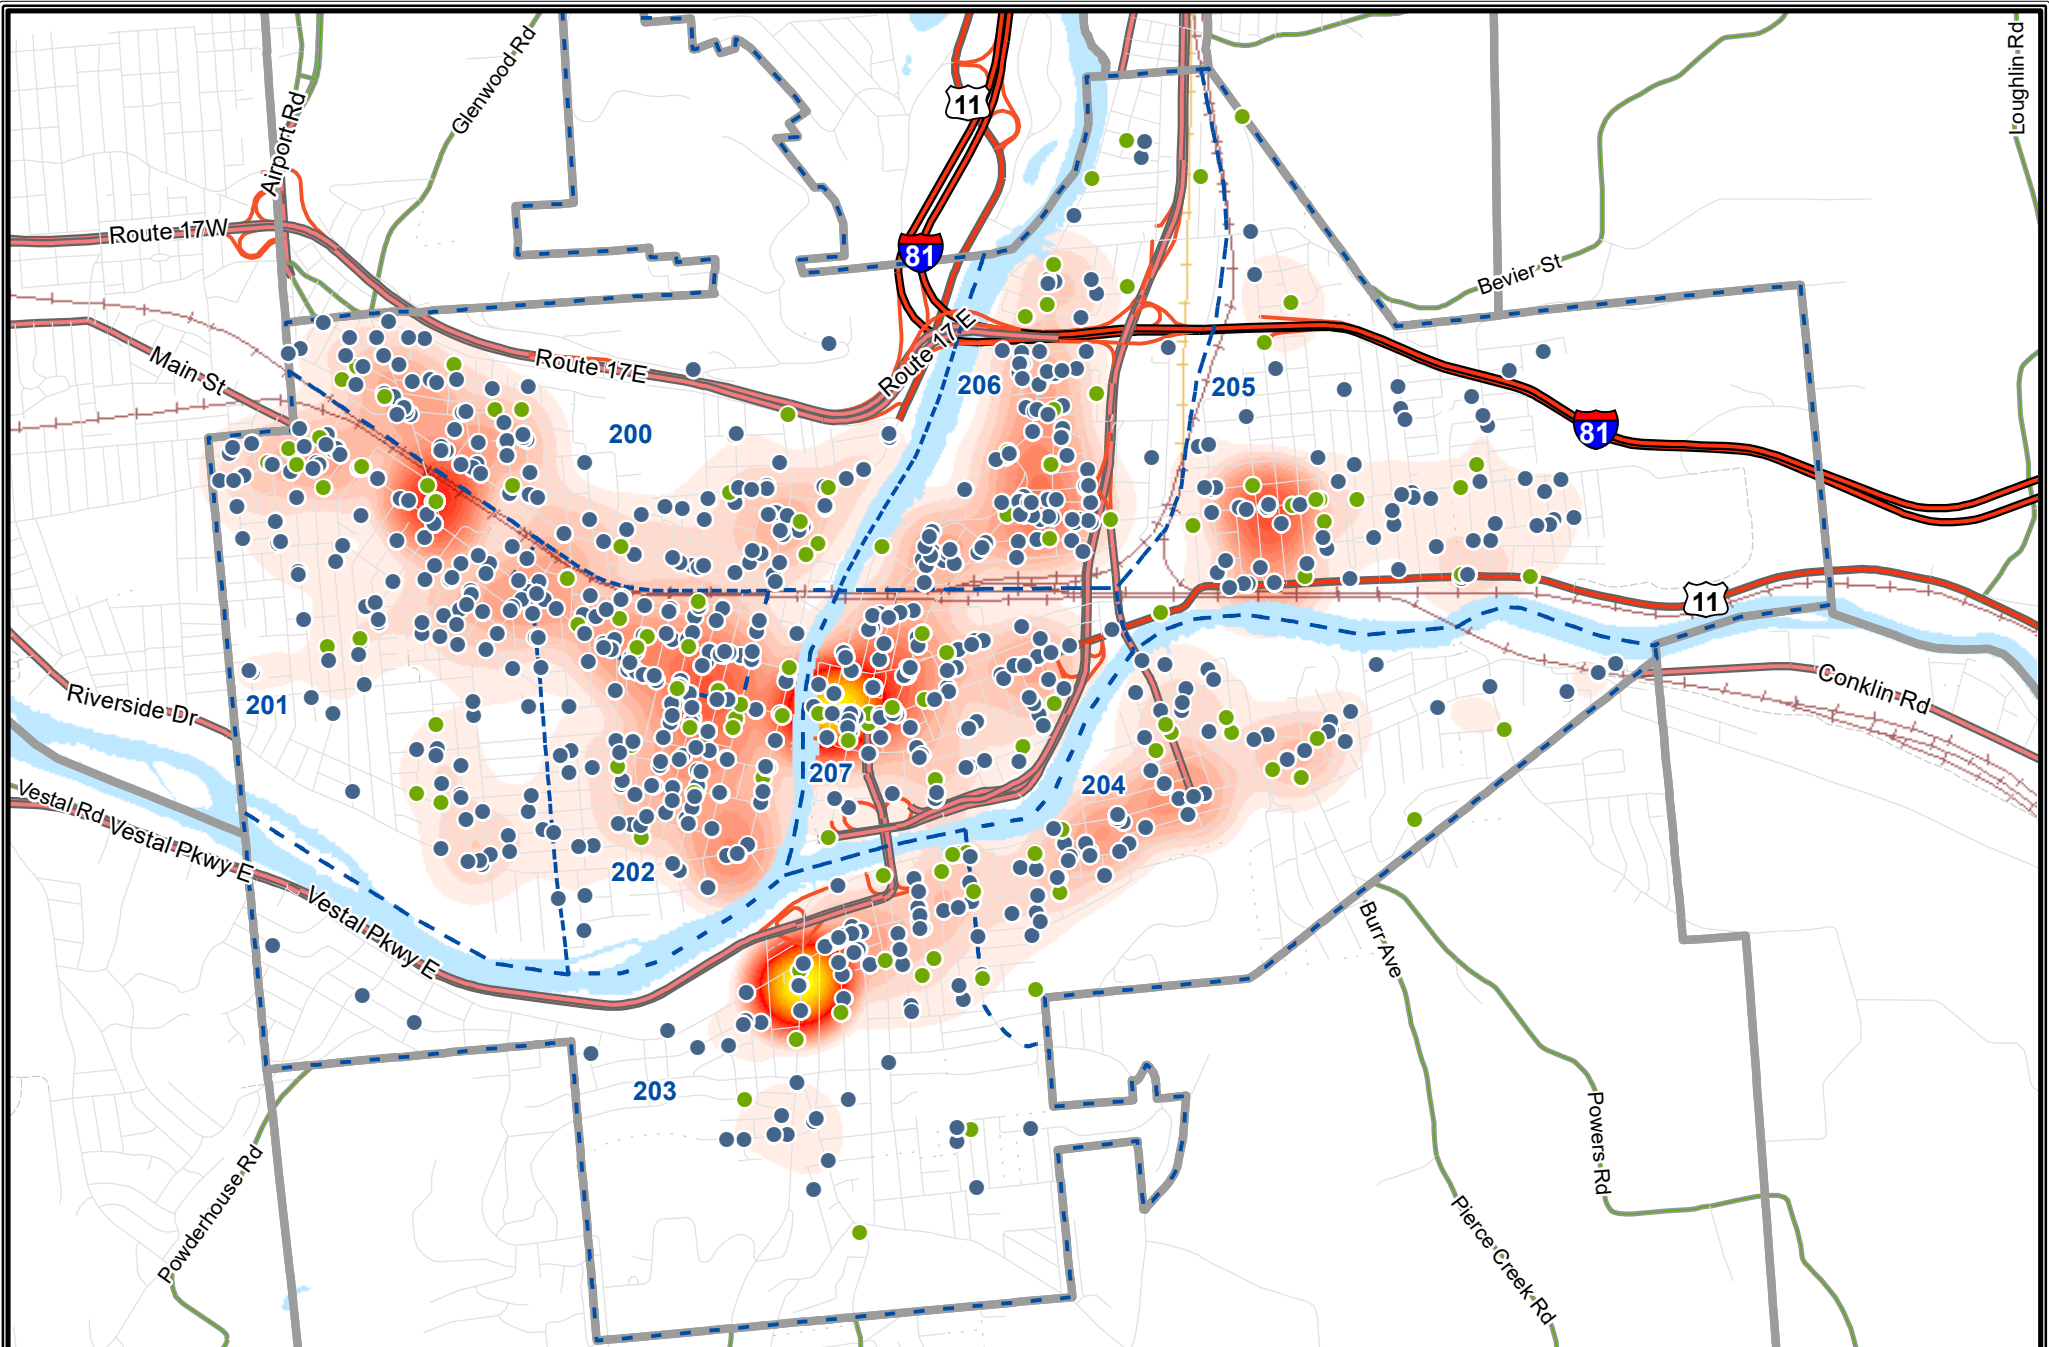 Glenwood Rd
Loughlin Rd
11
Airport Rd
Route 17W
81
Bevier St
Route 17 E
Main St
Route 17E
206
205
200
81
11
Riverside Dr
201
Conklin Rd
207
204
Vestal Rd
Vestal Pkwy E
202
Vestal Pkwy E
Burr Ave
203
Powers Rd
Powderhouse Rd
Pierce Creek Rd